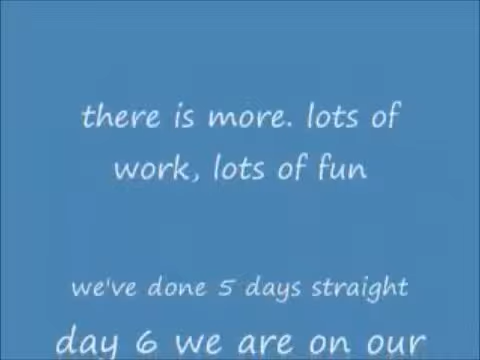 there is more. lots of
work, lots of fun
we've done 5 days straight
day 6 we are on our